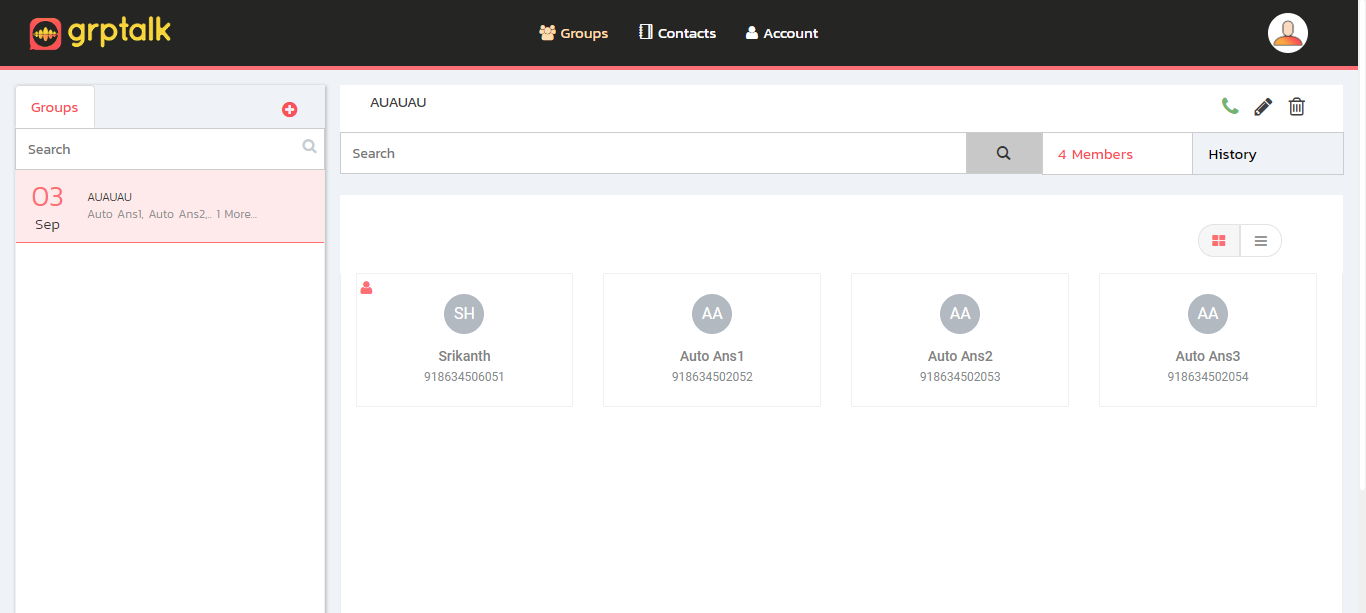 grptalk
Groups Contacts Account
Groups
Search
03
Sep
AUAUAU
Auto Ans1, Auto Ans2,.. 1 More...
AUAUAU
Search
4 Members
History
SH
Srikanth
918634506051
AA
Auto Ans1
918634502052
AA
Auto Ans2
918634502053
AA
Auto Ans3
918634502054